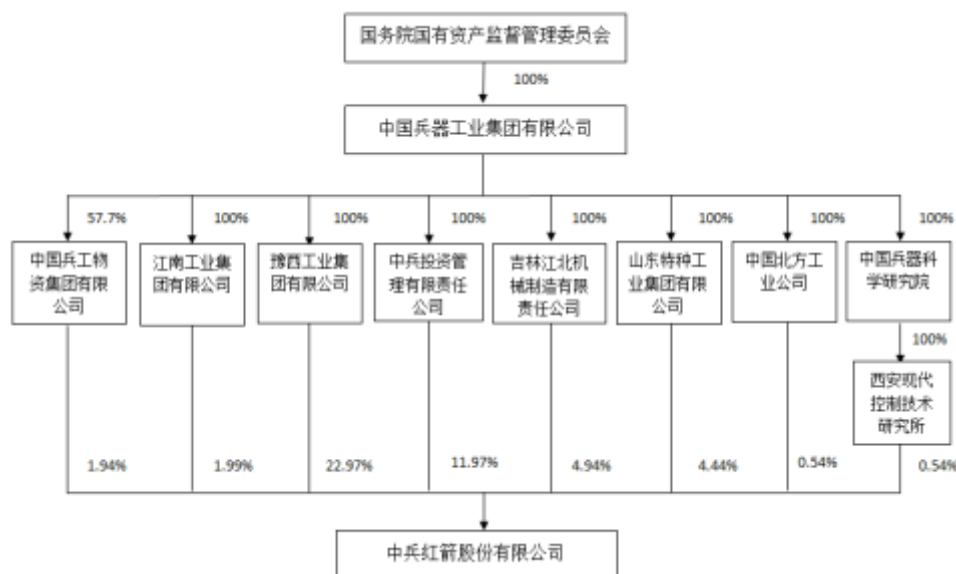 国务院国有资产监督管理委员会
100%
中国兵器工业集团有限公司
57.7%
100%
100%
100%
100%
100%
100%
100%
中国兵工物
资集团有限
公司
江南工业集
团有限公司
豫西工业集
团有限公司
中兵投资管
理有限责任
公司
吉林江北机
械制造有限
责任公司
山东特种工
业集团有限
公司
中国北方工
业公司
中国兵器科
学研究院
100%
西安现代
控制技术
研究所
1.94%
1.99%
22.97%
11.97%
4.94%
4.44%
0.54%
0.54%
中兵红箭股份有限公司